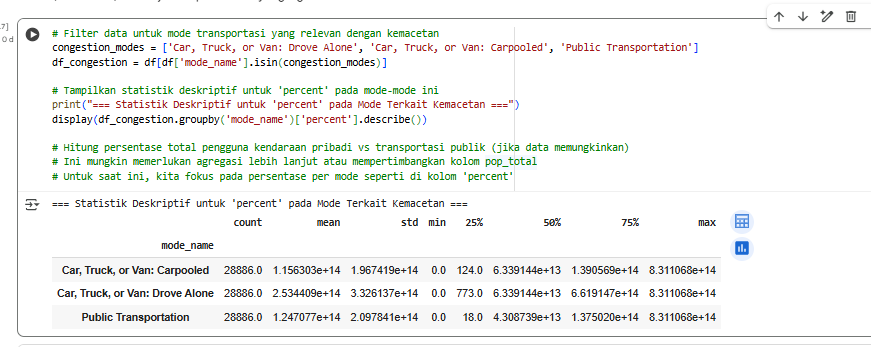 7]
0 d
# Filter data untuk mode transportasi yang relevan dengan kemacetan
congestion_modes = ['Car, Truck, or Van: Drove Alone', 'Car, Truck, or Van: Carpooled', 'Public Transportation']
df_congestion = df[df['mode_name'].isin(congestion_modes)]
# Tampilkan statistik deskriptif untuk 'percent' pada mode-mode ini
print("=== Statistik Deskriptif untuk 'percent' pada Mode Terkait Kemacetan ===")
display(df_congestion.groupby('mode_name')['percent'].describe())
# Hitung persentase total pengguna kendaraan pribadi vs transportasi publik (jika data memungkinkan)
# Ini mungkin memerlukan agregasi lebih lanjut atau mempertimbangkan kolom pop_total
# Untuk saat ini, kita fokus pada persentase per mode seperti di kolom 'percent'
=== Statistik Deskriptif untuk 'percent' pada Mode Terkait Kemacetan ===
count mean std min 25% 50% 75% max
mode_name
Car, Truck, or Van: Carpooled 28886.0 1.156303e+14 1.967419e+14 0.0 124.0 6.339144e+13 1.390569e+14 8.311068e+14
Car, Truck, or Van: Drove Alone 28886.0 2.534409e+14 3.326137e+14 0.0 773.0 6.339144e+13 6.619147e+14 8.311068e+14
Public Transportation 28886.0 1.247077e+14 2.097841e+14 0.0 18.0 4.308739e+13 1.375020e+14 8.311068e+14